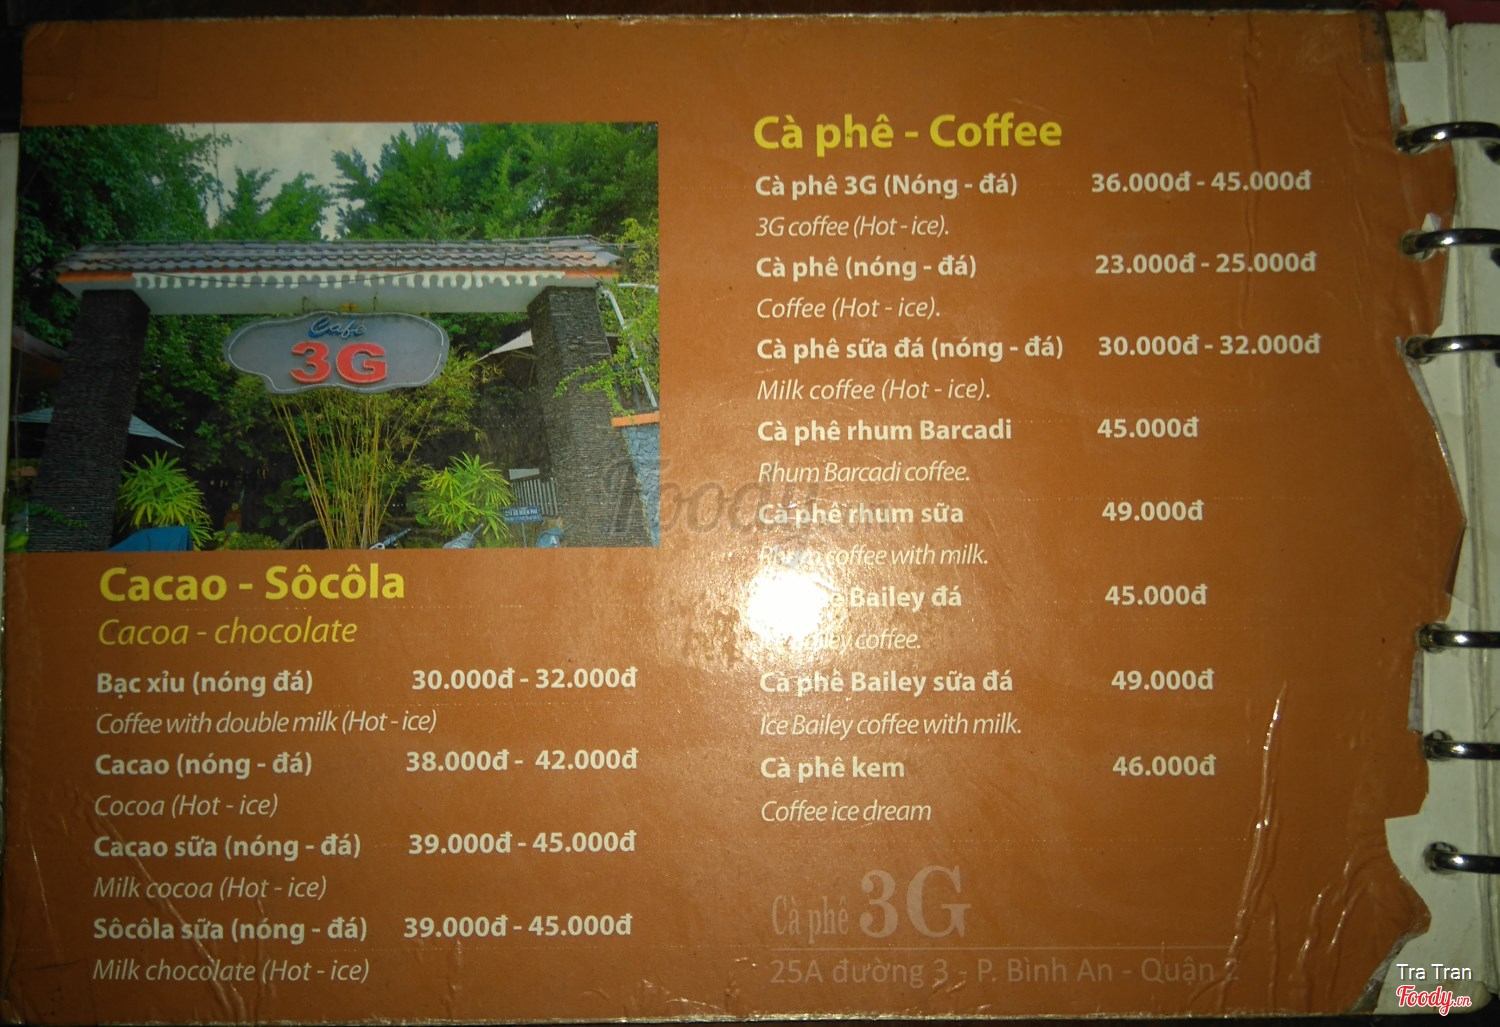 Cafe
3G
Cacao - Sôcôla
Cacoa - chocolate
Bạc xỉu (nóng đá) 30.000đ - 32.000đ
Coffee with double milk (Hot - ice)
Cacao (nóng - đá) 38.000đ - 42.000đ
Cocoa (Hot - ice)
Cacao sữa (nóng - đá) 39.000đ - 45.000đ
Milk cocoa (Hot - ice)
Sôcôla sữa (nóng - đá) 39.000đ - 45.000đ
Milk chocolate (Hot - ice)
Cà phê - Coffee
Cà phê 3G (Nóng - đá) 36.000đ - 45.000đ
3G coffee (Hot - ice).
Cà phê (nóng - đá) 23.000đ - 25.000đ
Coffee (Hot - ice).
Cà phê sữa đá (nóng - đá) 30.000đ - 32.000đ
Milk coffee (Hot - ice).
Cà phê rhum Barcadi 45.000đ
Rhum Barcadi coffee.
Cà phê rhum sữa 49.000đ
Rhum coffee with milk.
Bailey đá 45.000đ
coffee.
Cà phê Bailey sữa đá 49.000đ
Ice Bailey coffee with milk.
Cà phê kem 46.000đ
Coffee ice dream
Cà phê 3G
25A đường 3 - P. Bình An - Quận 2
Foody
Tra Tran
Foody.vn